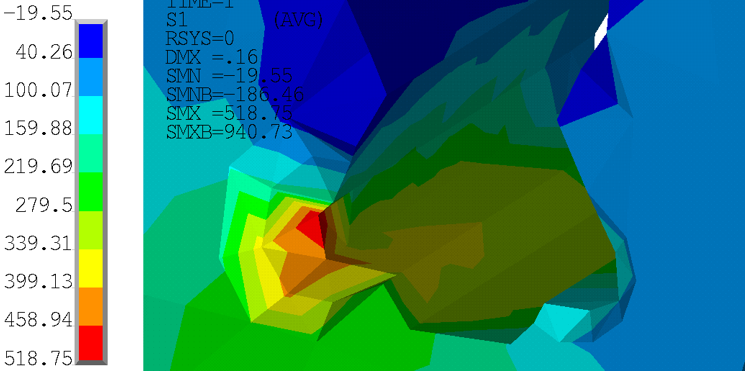 -19.55
40.26
100.07
159.88
219.69
279.5
339.31
399.13
458.94
518.75
TIME=1
S1 (AVG)
RSYS=0
DMX =.16
SMN =-19.55
SMNB=-186.46
SMX =518.75
SMXB=940.73